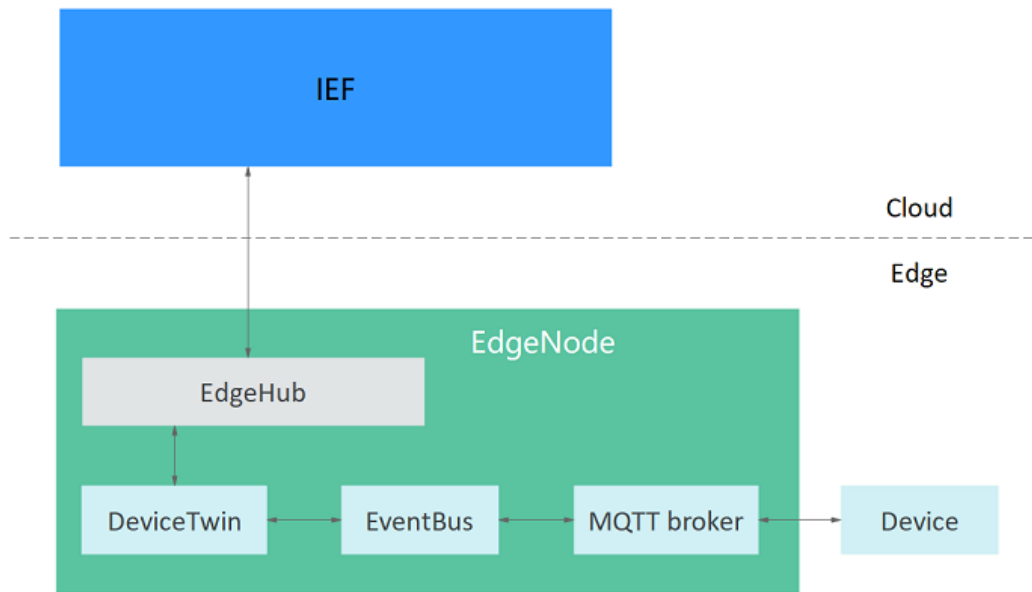 IEF
Cloud
Edge
EdgeNode
EdgeHub
DeviceTwin
EventBus
MQTT broker
Device